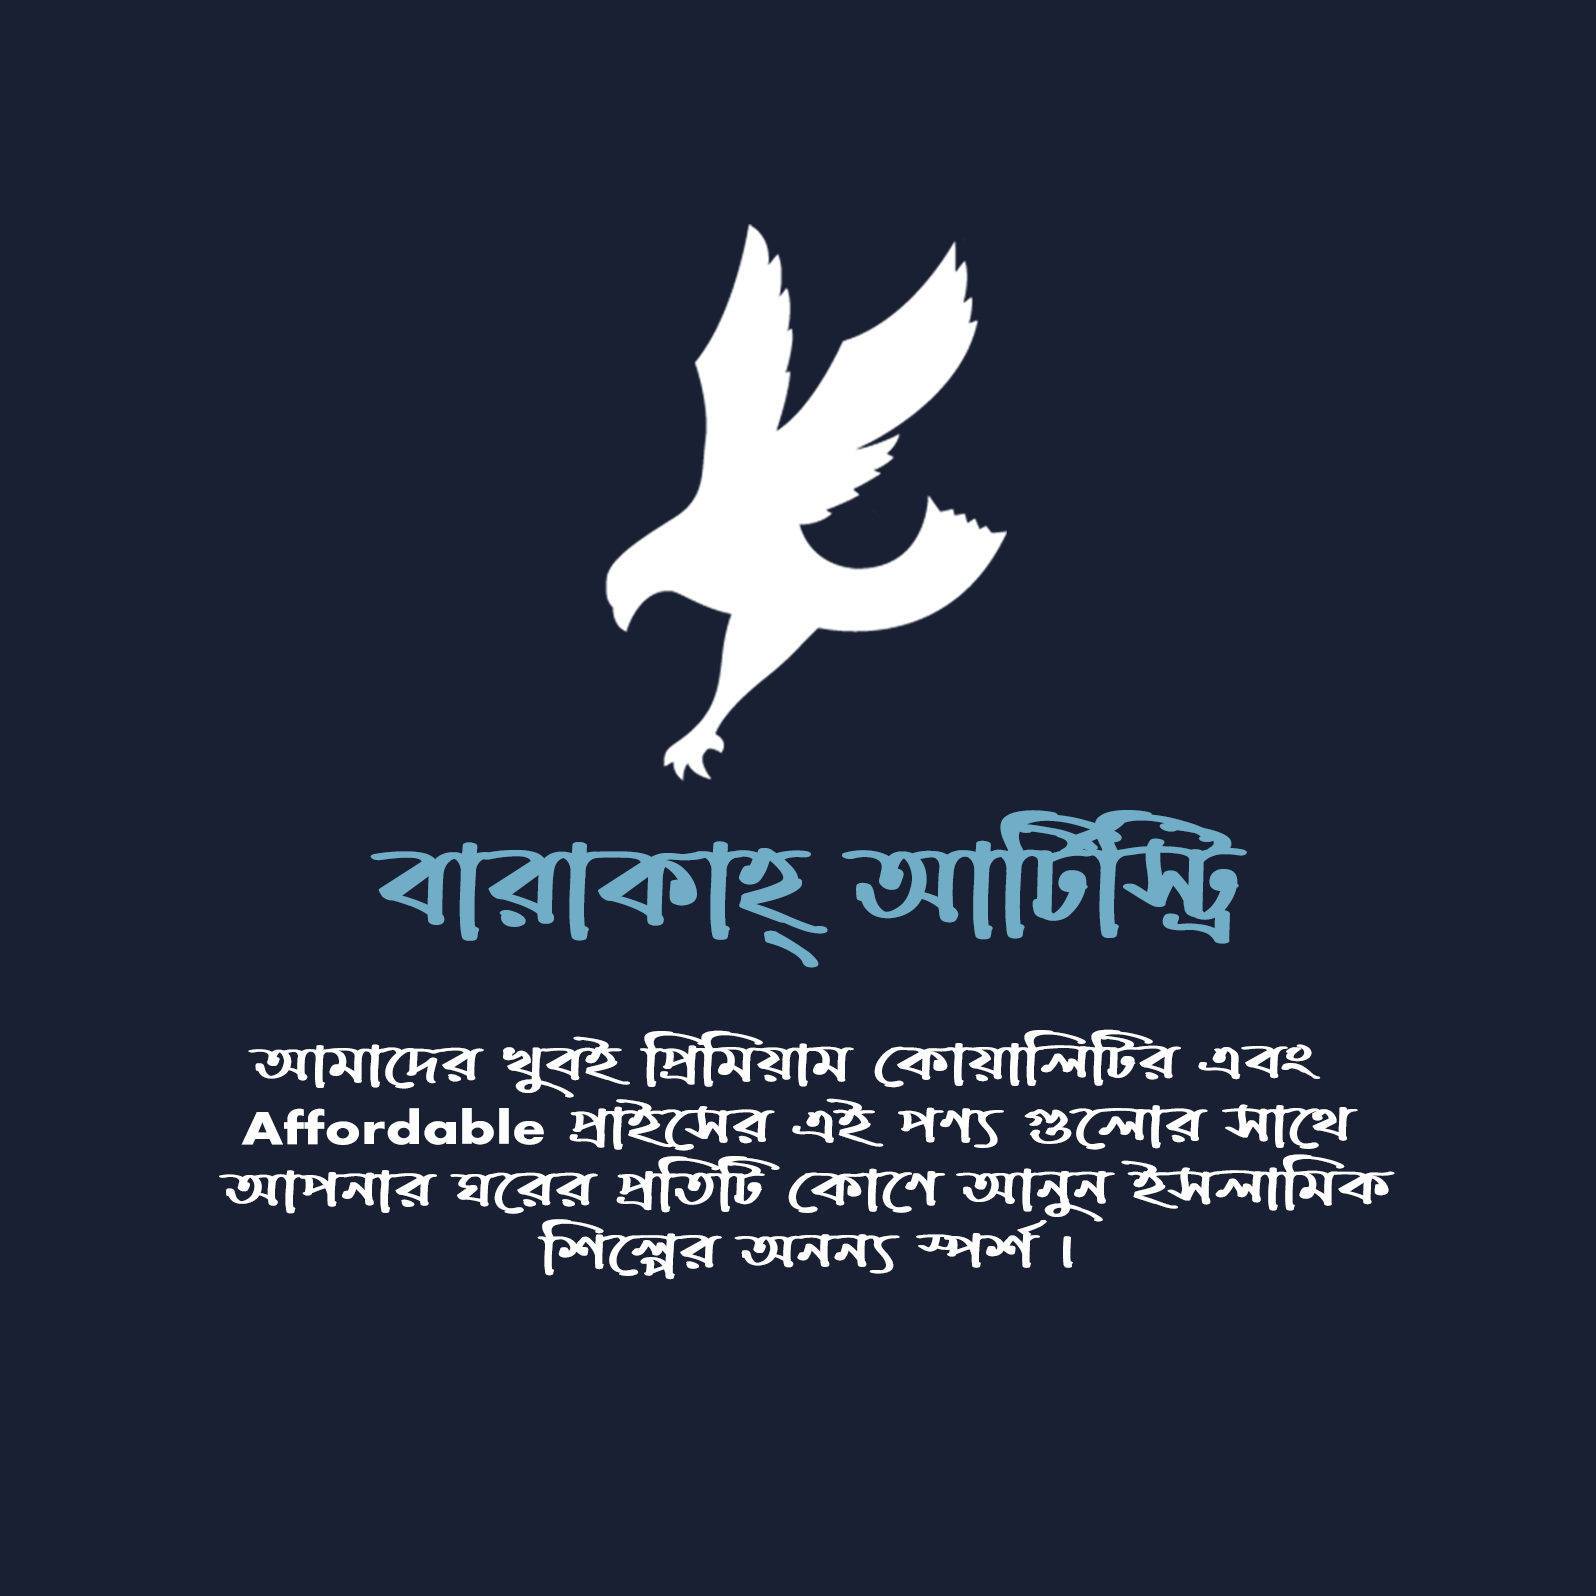 বারাকাহ্ আর্টিস্ট্রি
আমাদের খুবই প্রিমিয়াম কোয়ালিটির এবং
Affordable প্রাইসের এই পণ্য গুলোর সাথে
আপনার ঘরের প্রতিটি কোণে আনুন ইসলামিক
শিল্পের অনন্য স্পর্শ ।